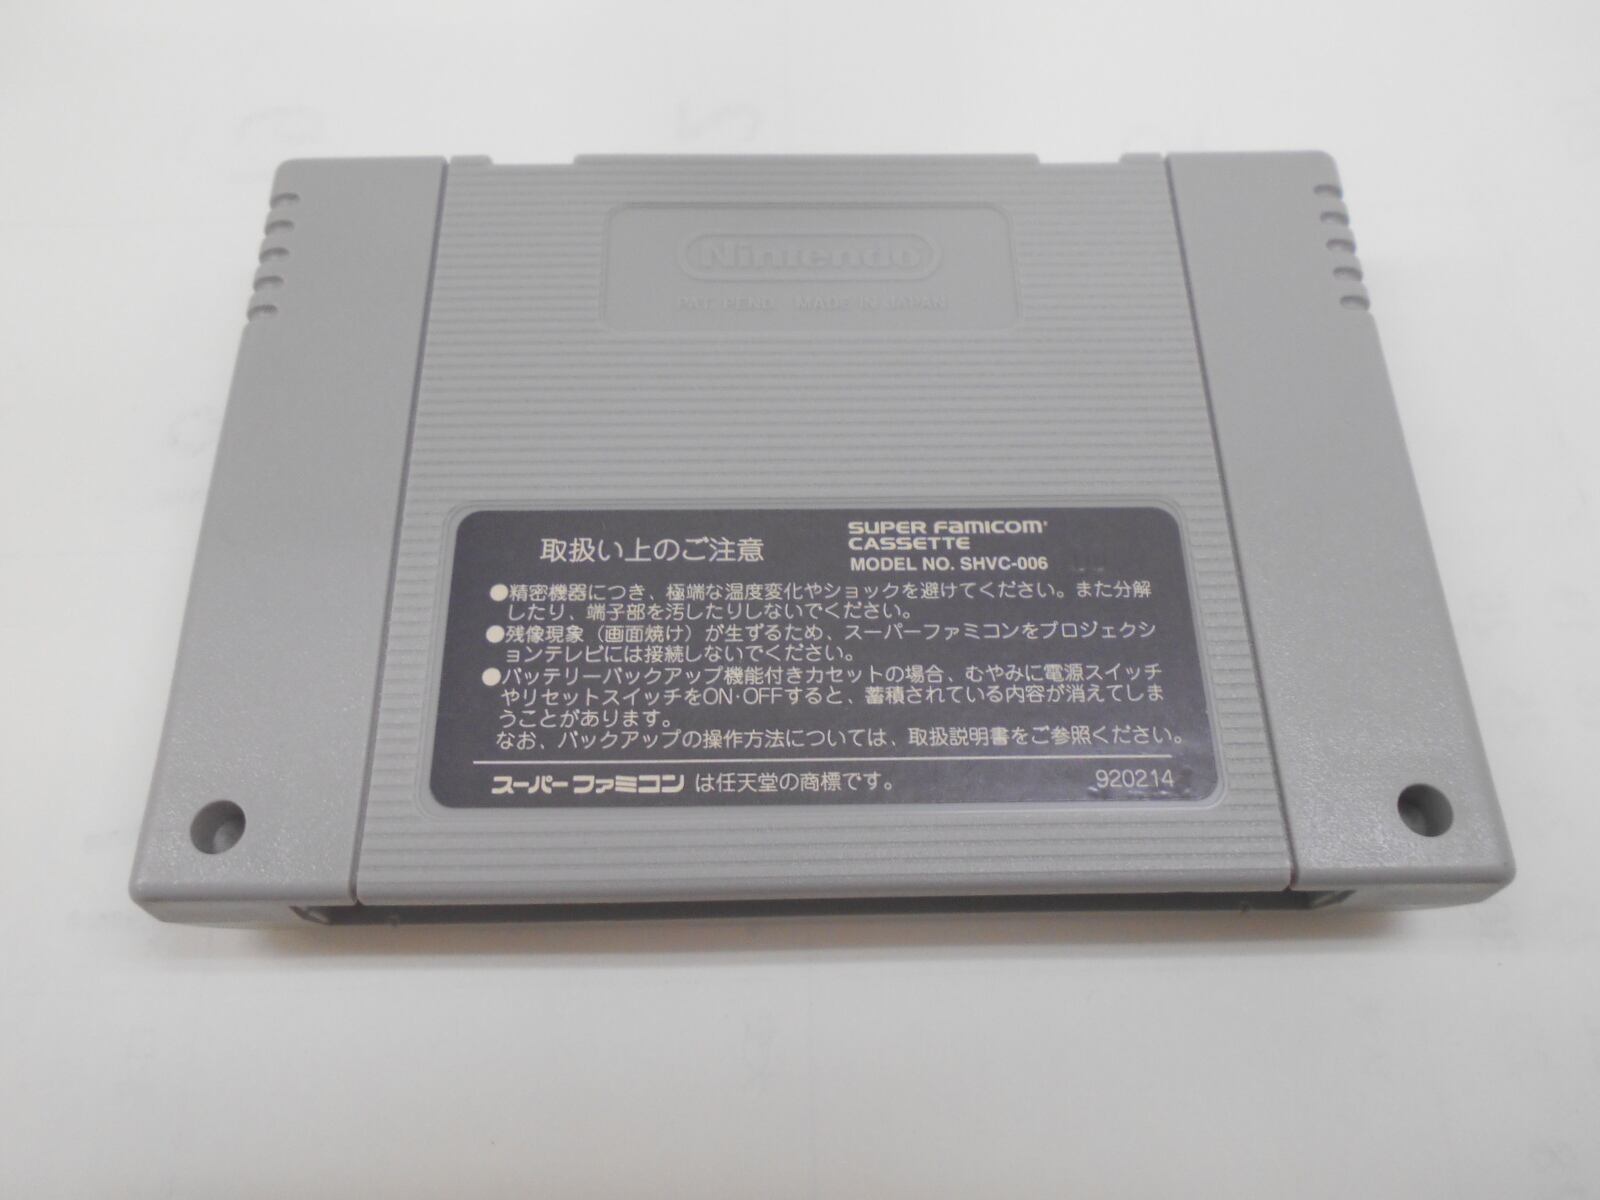 Nintendo
PAT. PEND. MADE IN JAPAN
取扱い上のご注意
SUPER FAMICOM
CASSETTE
MODEL NO. SHVC-006
●精密機器につき、極端な温度変化やショックを避けてください。また分解
したり、端子部を汚したりしないでください。
●残像現象（画面焼け）が生ずるため、スーパーファミコンをプロジェクシ
ョンテレビには接続しないでください。
●バッテリーバックアップ機能付きカセットの場合、むやみに電源スイッチ
やリセットスイッチをON·OFFすると、蓄積されている内容が消えてしま
うことがあります。
なお、バックアップの操作方法については、取扱説明書をご参照ください。
スーパーファミコン は任天堂の商標です。
920214